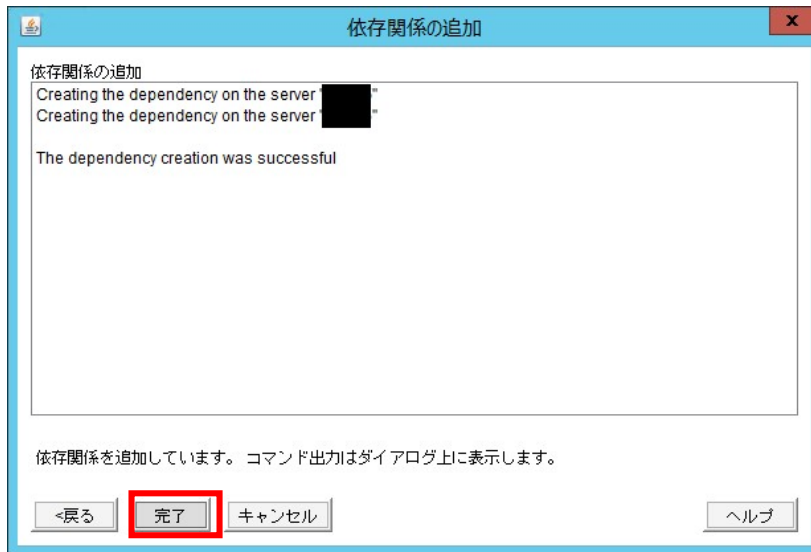 依存関係の追加
x
依存関係の追加
Creating the dependency on the server ""
Creating the dependency on the server ""
The dependency creation was successful
依存関係を追加しています。 コマンド出力はダイアログ上に表示します。
<戻る 完了 キャンセル ヘルプ